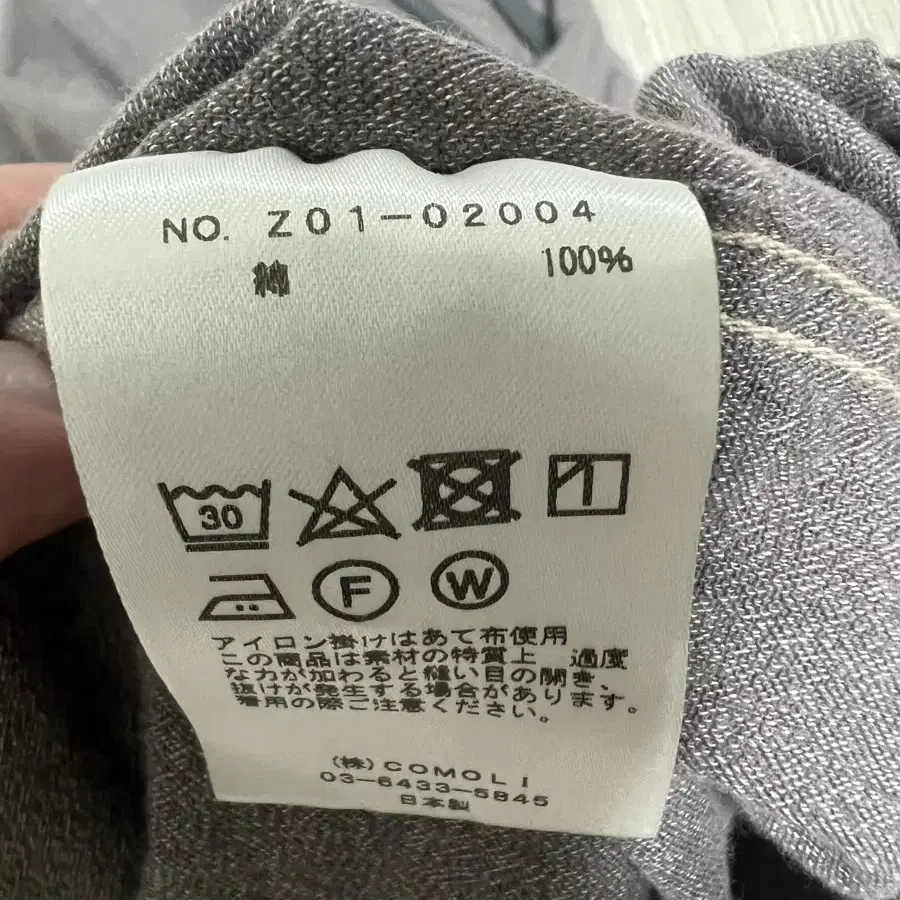 NO. Z01-02004
綿 100%
30
F W
アイロン掛けはあて布使用
この商品は素材の特質上 過度
な力が加わると縫い目の開き、
抜けが発生する場合があります。
着用の際ご注意ください。
(株)COMOLI
03-6433-5845
日本製